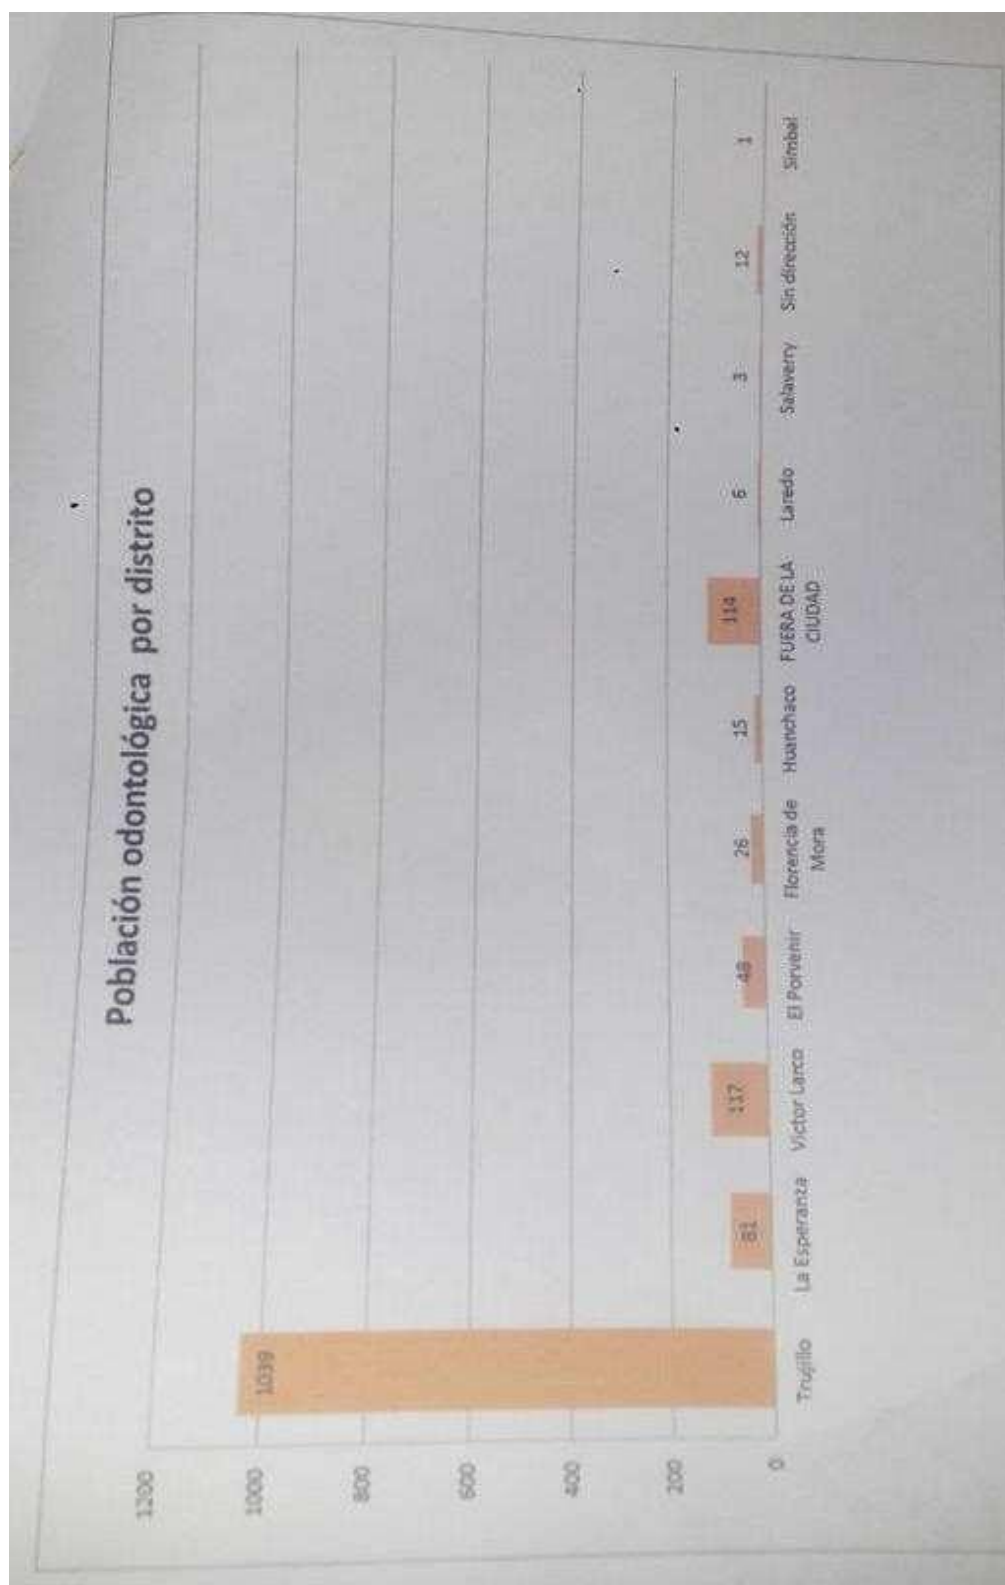 Población odontológica por distrito
1200
1000
800
600
400
200
0
1039
81
117
48
26
15
114
6
3
12
1
Trujillo
La Esperanza
Victor Larco
El Porvenir
Florencia de
Mora
Huanchaco
FUERA DE LA
CIUDAD
Laredo
Salaverry
Sin dirección
Simbal